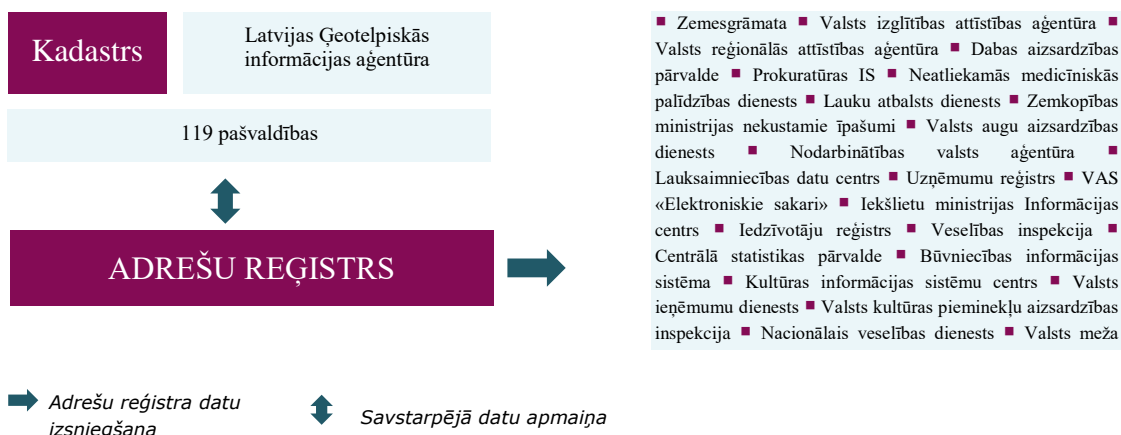 Kadastrs
Latvijas Ģeotelpiskās
informācijas aģentūra
119 pašvaldības
ADREŠU REĢISTRS
■ Zemesgrāmata ■ Valsts izglītības attīstības aģentūra ■
Valsts reģionālās attīstības aģentūra ■ Dabas aizsardzības
pārvalde ■ Prokuratūras IS ■ Neatliekamās medicīniskās
palīdzības dienests ■ Lauku atbalsts dienests ■ Zemkopības
ministrijas nekustamie īpašumi ■ Valsts augu aizsardzības
dienests ■ Nodarbinātības valsts aģentūra ■
Lauksaimniecības datu centrs ■ Uzņēmumu reģistrs ■ VAS
«Elektroniskie sakari» ■ Iekšlietu ministrijas Informācijas
centrs ■ Iedzīvotāju reģistrs ■ Veselības inspekcija ■
Centrālā statistikas pārvalde ■ Būvniecības informācijas
sistēma ■ Kultūras informācijas sistēmu centrs ■ Valsts
ieņēmumu dienests ■ Valsts kultūras pieminekļu aizsardzības
inspekcija ■ Nacionālais veselības dienests ■ Valsts meža
Adrešu reģistra datu
izsniegšana
Savstarpējā datu apmaiņa